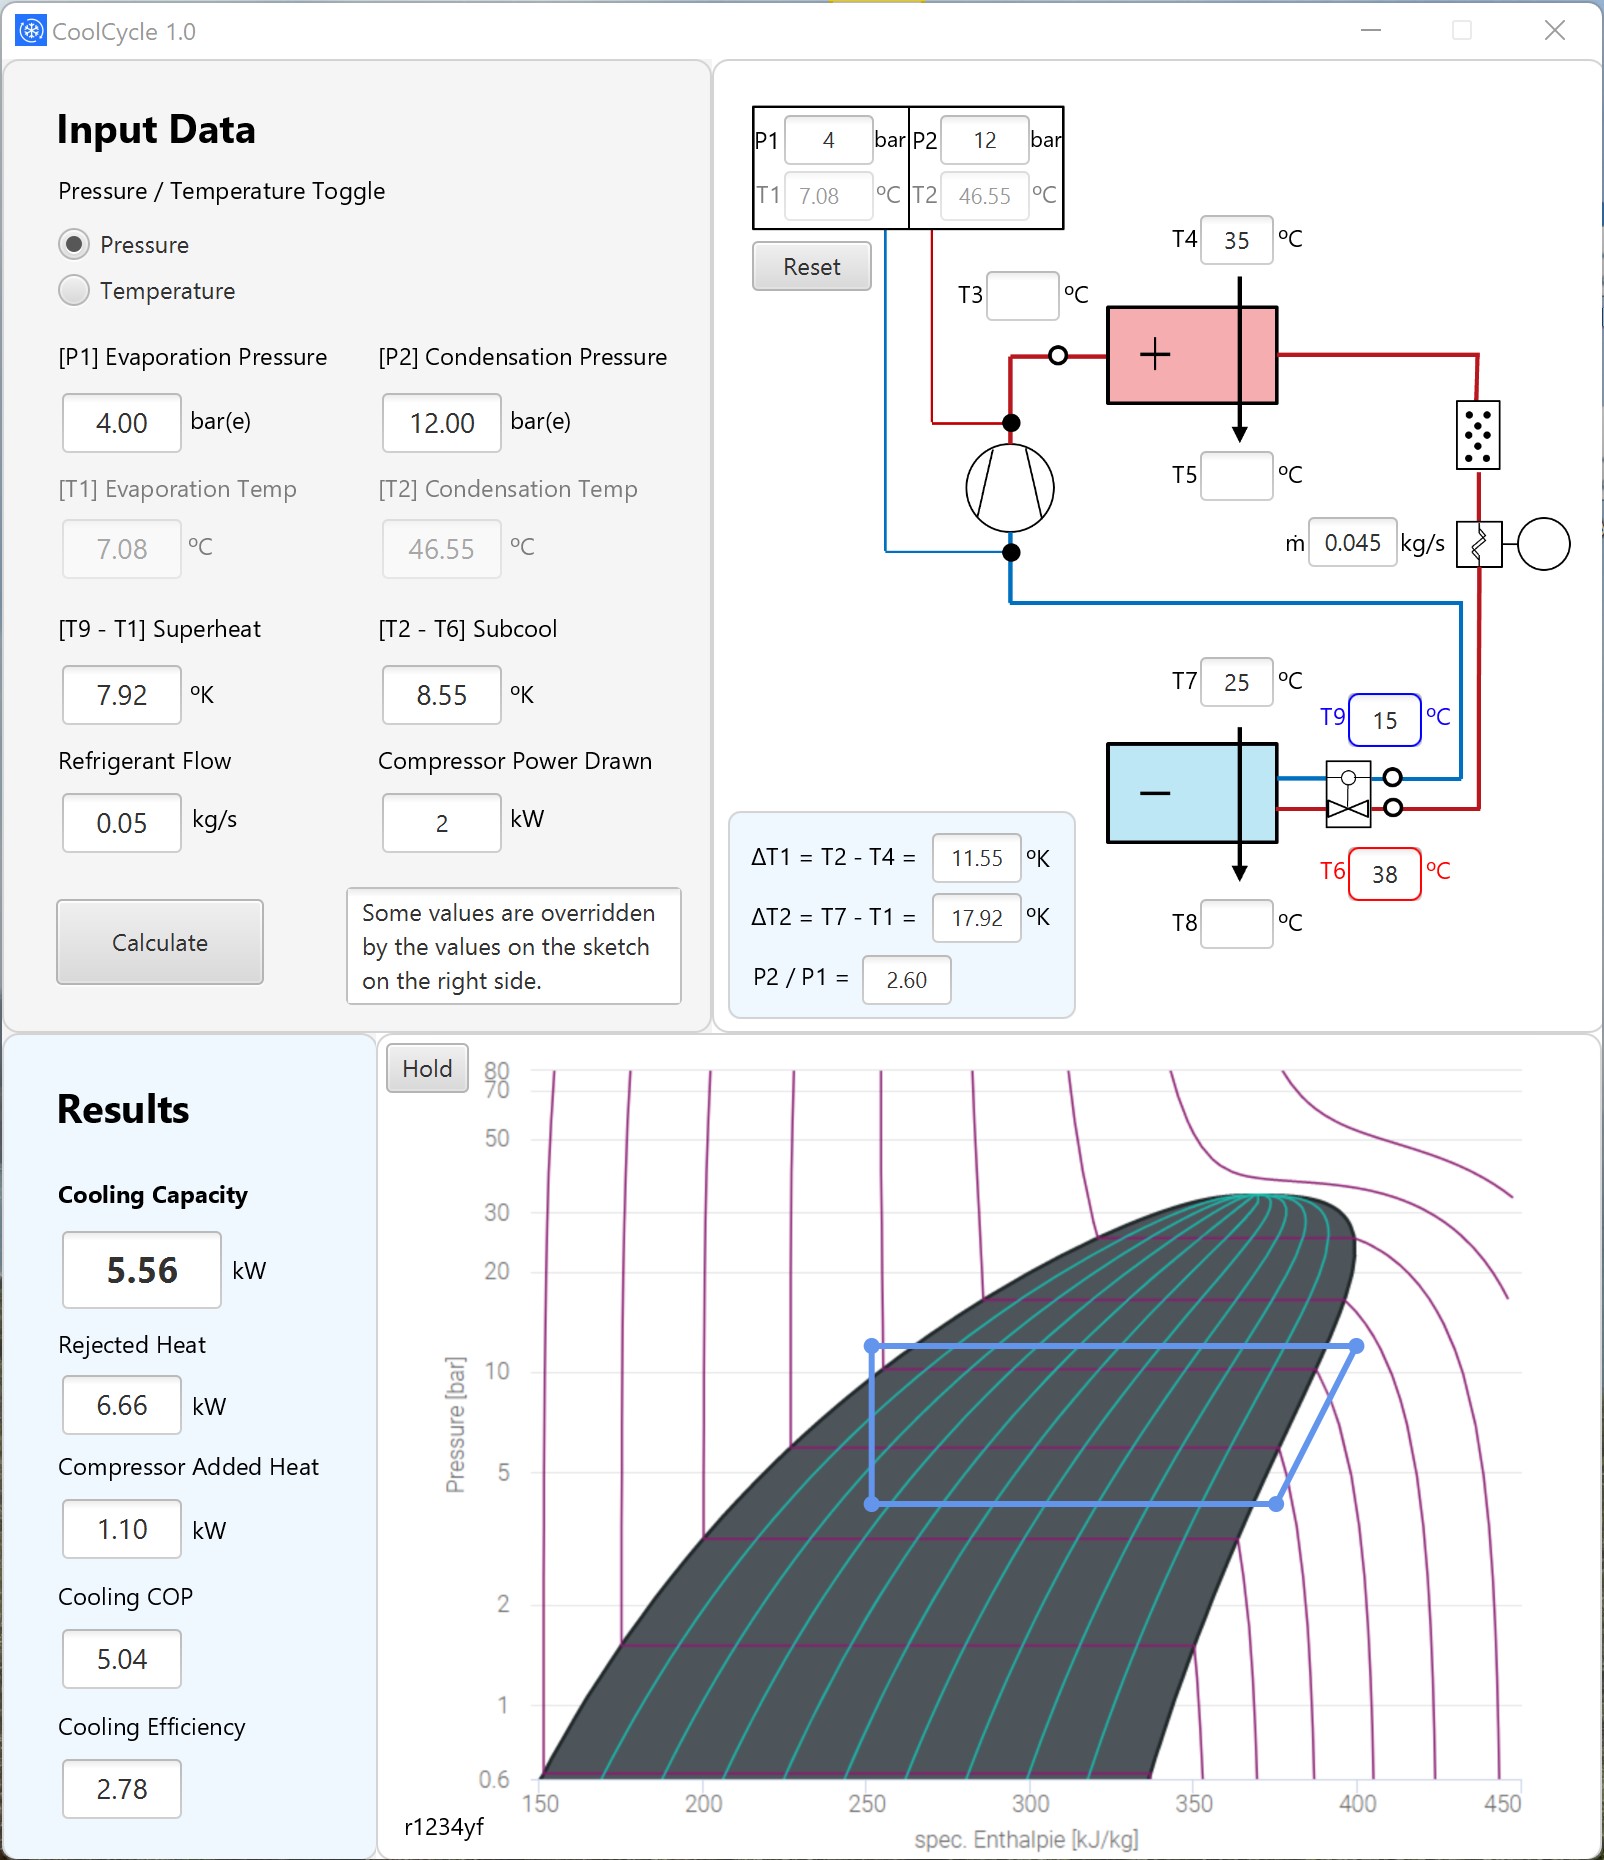 CoolCycle 1.0
Input Data
Pressure / Temperature Toggle
Pressure
Temperature
[P1] Evaporation Pressure
[P2] Condensation Pressure
4.00 bar(e)
12.00 bar(e)
[T1] Evaporation Temp
[T2] Condensation Temp
7.08 ºC
46.55 ºC
[T9 - T1] Superheat
[T2 - T6] Subcool
7.92 ºK
8.55 ºK
Refrigerant Flow
Compressor Power Drawn
0.05 kg/s
2 kW
Calculate
Some values are overridden
by the values on the sketch
on the right side.
P1 4 bar
P2 12 bar
T1 7.08 ºC
T2 46.55 ºC
Reset
T4 35 ºC
T3 ºC
+
T5 ºC
ṁ 0.045 kg/s
T7 25 ºC
T9 15 ºC
−
T6 38 ºC
T8 ºC
ΔT1 = T2 - T4 = 11.55 ºK
ΔT2 = T7 - T1 = 17.92 ºK
P2 / P1 = 2.60
Results
Cooling Capacity
5.56 kW
Rejected Heat
6.66 kW
Compressor Added Heat
1.10 kW
Cooling COP
5.04
Cooling Efficiency
2.78
Hold
80
70
50
30
20
10
5
2
1
0.6
Pressure [bar]
150 200 250 300 350 400 450
spec. Enthalpie [kJ/kg]
r1234yf